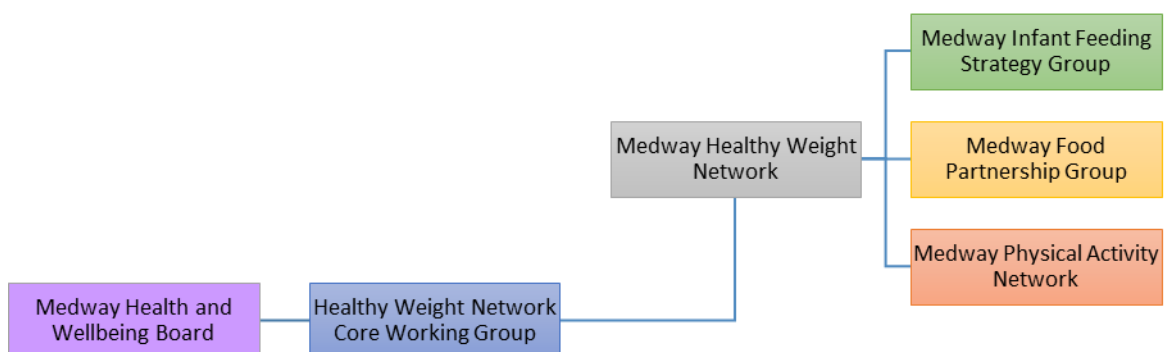 Medway Infant Feeding
Strategy Group
Medway Healthy Weight
Network
Medway Food
Partnership Group
Medway Physical Activity
Network
Medway Health and
Wellbeing Board
Healthy Weight Network
Core Working Group